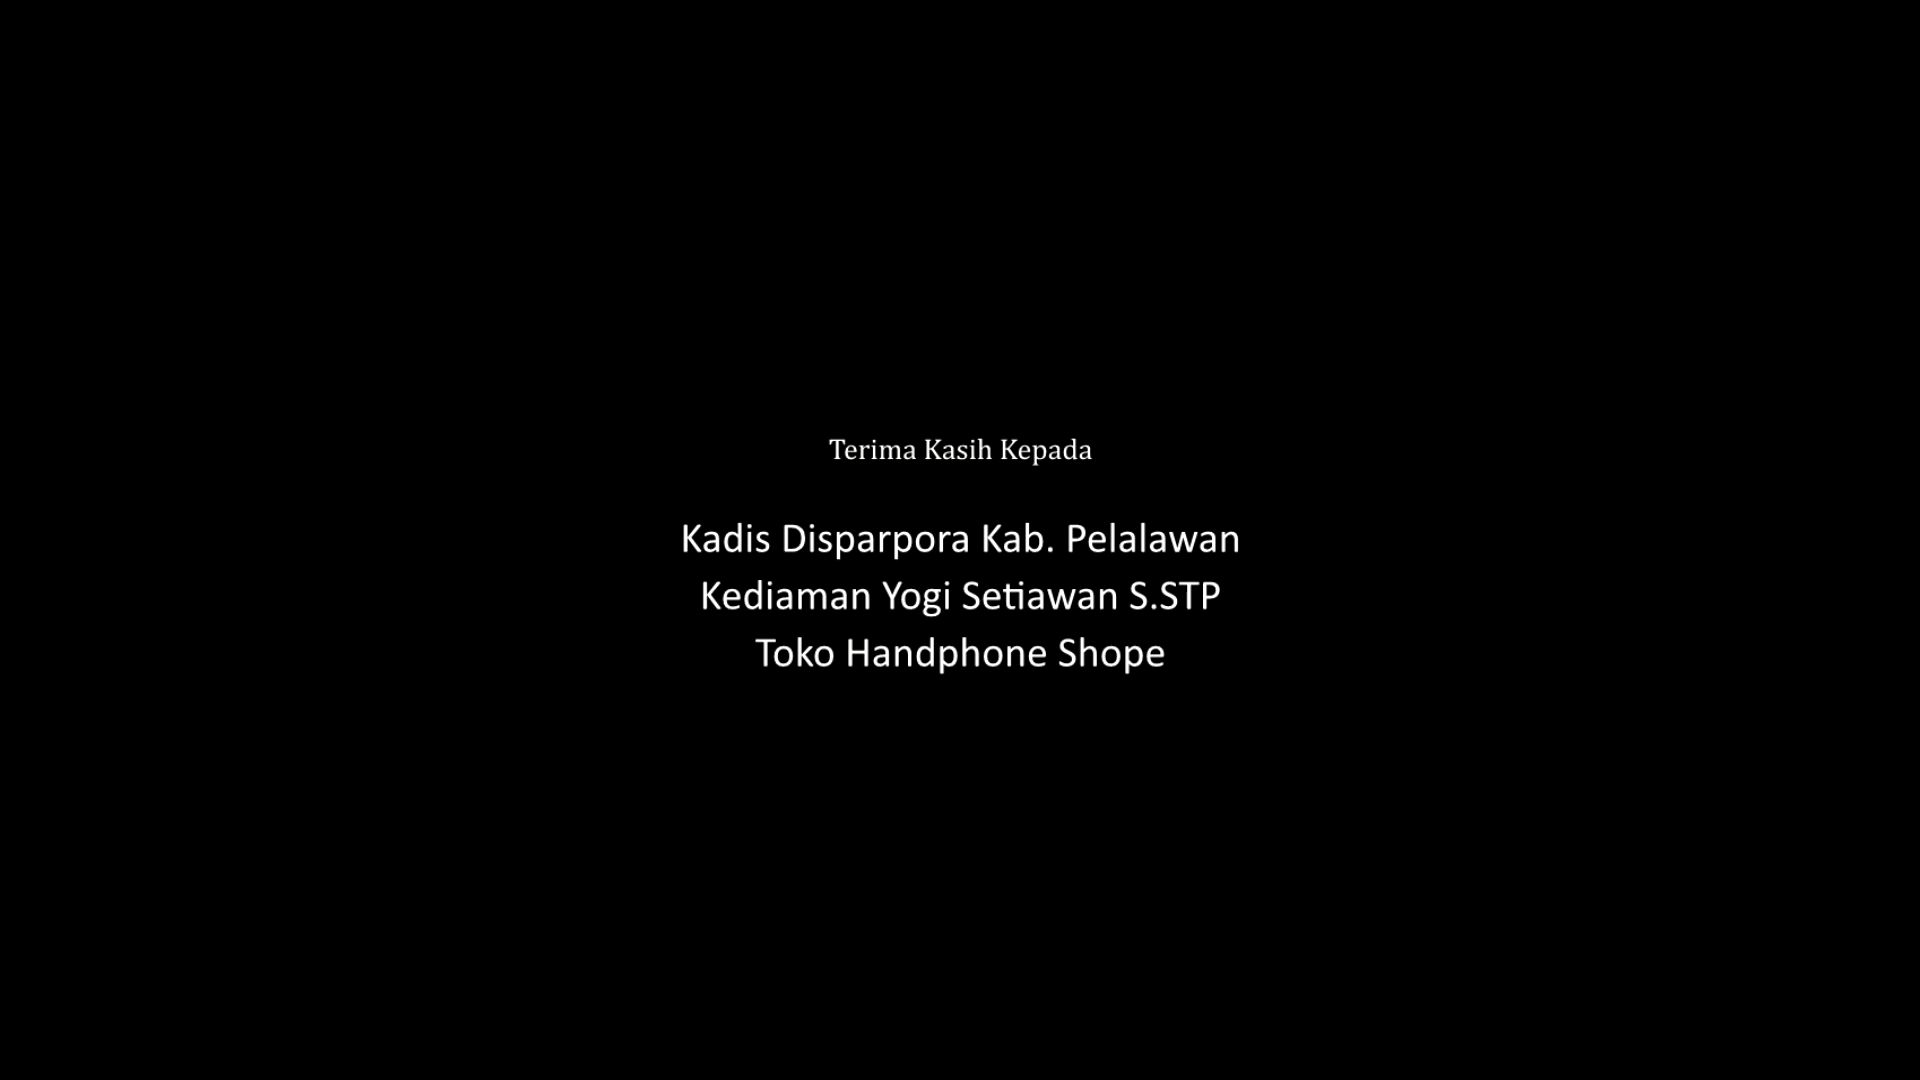 Terima Kasih Kepada
Kadis Disparpora Kab. Pelalawan
Kediaman Yogi Setiawan S.STP
Toko Handphone Shope